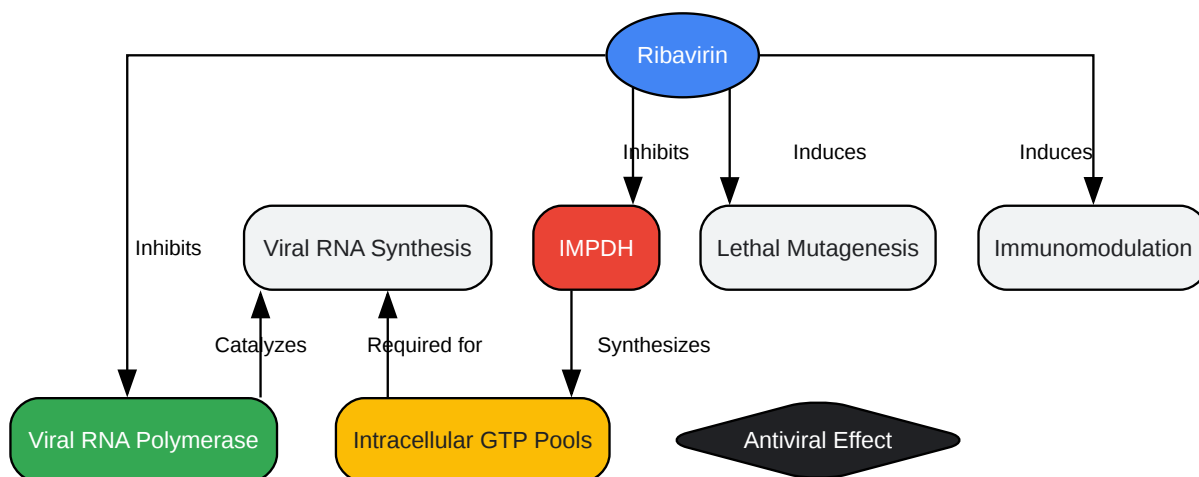 Ribavirin
Inhibits
Induces
Induces
Inhibits
Viral RNA Synthesis
IMPDH
Lethal Mutagenesis
Immunomodulation
Catalyzes
Required for
Synthesizes
Viral RNA Polymerase
Intracellular GTP Pools
Antiviral Effect